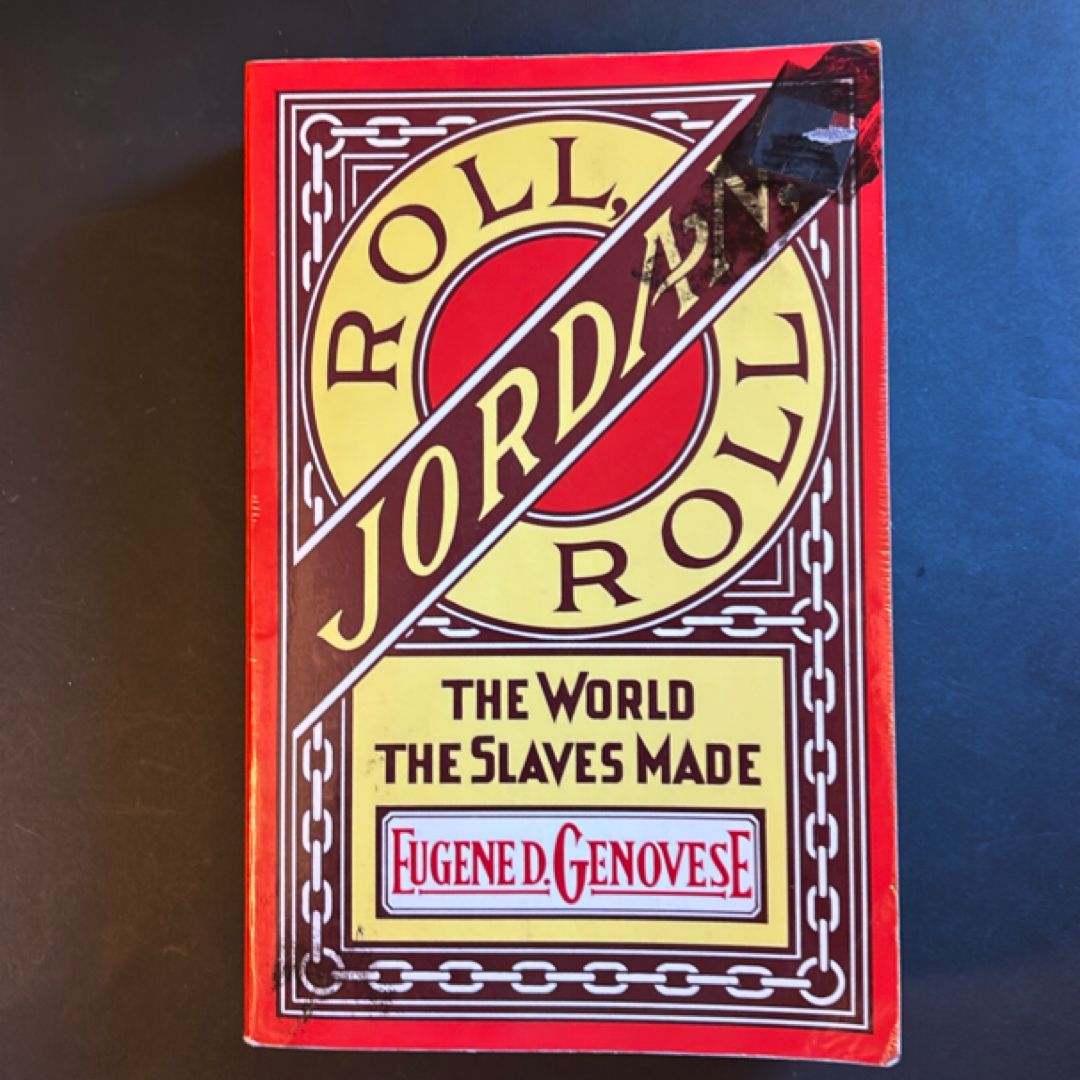 ROLL,
JORDAN,
ROLL
THE WORLD
THE SLAVES MADE
EUGENE D. GENOVESE